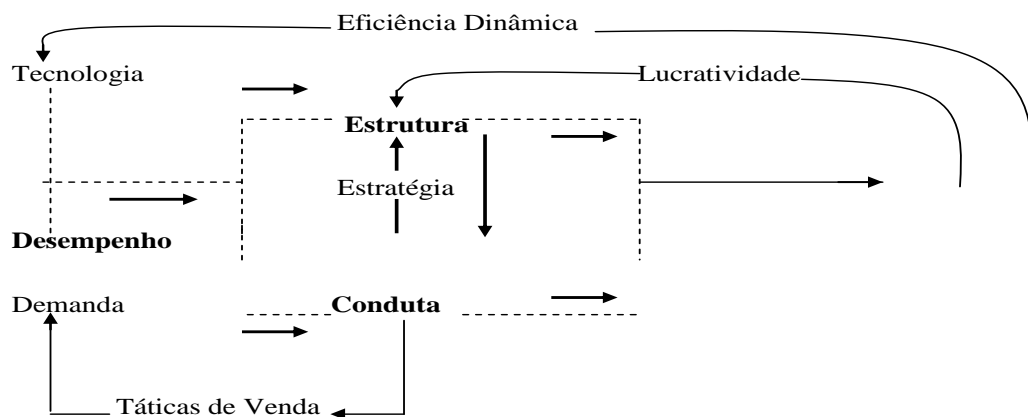 Eficiência Dinâmica
Tecnologia
Lucratividade
Estrutura
Estratégia
Desempenho
Demanda
Conduta
Táticas de Venda